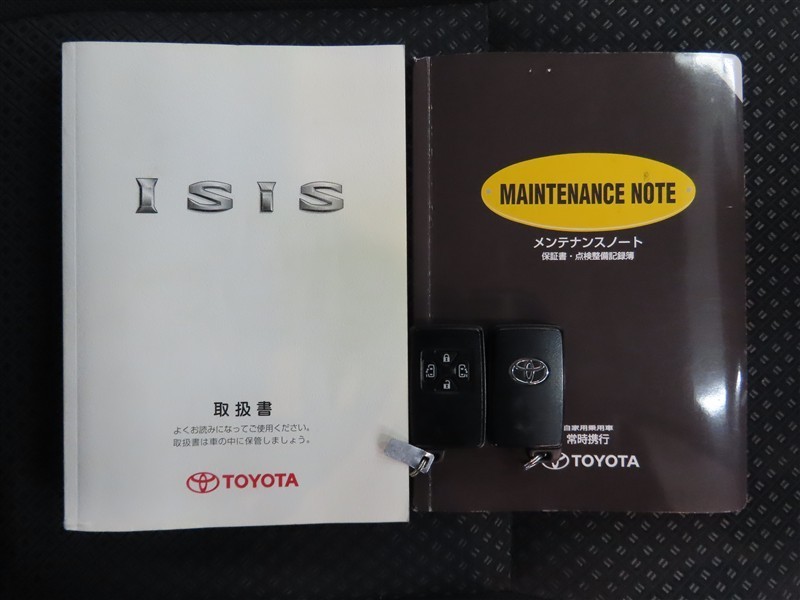 ISIS
取扱書
よくお読みになってご使用ください。
取扱書は車の中に保管しましょう。
TOYOTA
MAINTENANCE NOTE
メンテナンスノート
保証書・点検整備記録簿
自家用乗用車
常時携行
TOYOTA